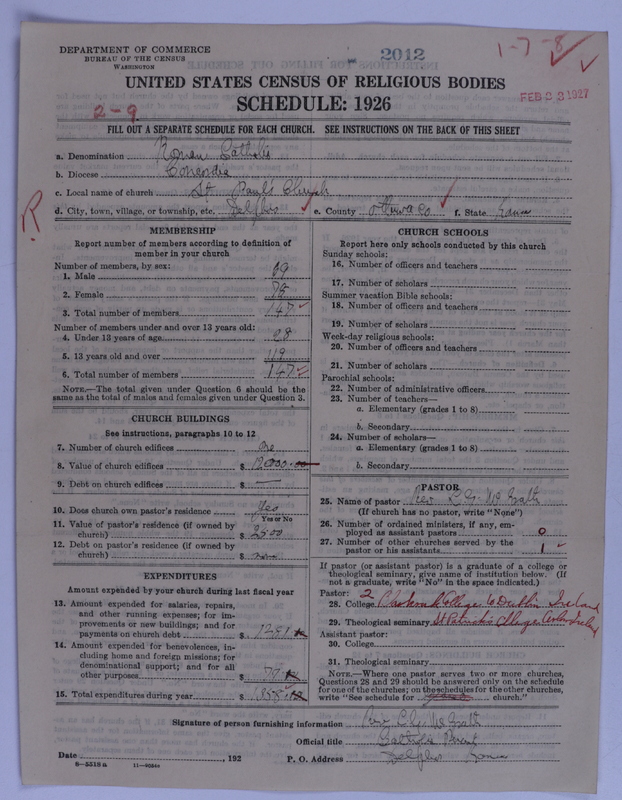 DEPARTMENT OF COMMERCE
BUREAU OF THE CENSUS
WASHINGTON
2012
1-7-8
FEB 23 1927
UNITED STATES CENSUS OF RELIGIOUS BODIES
SCHEDULE: 1926
2-9
FILL OUT A SEPARATE SCHEDULE FOR EACH CHURCH. SEE INSTRUCTIONS ON THE BACK OF THIS SHEET
a. Denomination Roman Catholic
b. Diocese Concordia
c. Local name of church St Paul's Church
d. City, town, village, or township, etc. Delphos e. County Ottawa Co f. State Kansas
R
MEMBERSHIP
Report number of members according to definition of member in your church
Number of members, by sex:
1. Male 69
2. Female 78
3. Total number of members 147
Number of members under and over 13 years old:
4. Under 13 years of age 28
5. 13 years old and over 119
6. Total number of members 147
NOTE.—The total given under Question 6 should be the same as the total of males and females given under Question 3.
CHURCH BUILDINGS
See instructions, paragraphs 10 to 12
7. Number of church edifices One
8. Value of church edifices $
9. Debt on church edifices $ —
10. Does church own pastor's residence? Yes
Yes or No
11. Value of pastor's residence (if owned by church) $ 2500
12. Debt on pastor's residence (if owned by church) $ none
EXPENDITURES
Amount expended by your church during last fiscal year
13. Amount expended for salaries, repairs, and other running expenses; for improvements or new buildings; and for payments on church debt $
14. Amount expended for benevolences, including home and foreign missions; for denominational support; and for all other purposes $
15. Total expenditures during year $
CHURCH SCHOOLS
Report here only schools conducted by this church
Sunday schools:
16. Number of officers and teachers
17. Number of scholars
Summer vacation Bible schools:
18. Number of officers and teachers
19. Number of scholars
Week-day religious schools:
20. Number of officers and teachers
21. Number of scholars
Parochial schools:
22. Number of administrative officers
23. Number of teachers—
a. Elementary (grades 1 to 8)
b. Secondary
24. Number of scholars—
a. Elementary (grades 1 to 8)
b. Secondary
PASTOR
25. Name of pastor Rev
(If church has no pastor, write "None")
26. Number of ordained ministers, if any, employed as assistant pastors 0
27. Number of other churches served by the pastor or his assistants 1
If pastor (or assistant pastor) is a graduate of a college or theological seminary, give name of institution below. (If not a graduate, write "No" in the space indicated.)
Pastor: 2
28. College College Co Dublin Ireland
29. Theological seminary St Patrick's College Carlow Ireland
Assistant pastor:
30. College
31. Theological seminary
NOTE.—Where one pastor serves two or more churches, Questions 28 and 29 should be answered only on the schedule for one of the churches; on the schedules for the other churches, write "See schedule for church."
Signature of person furnishing information Rev
Official title Catholic Priest
Date , 192 P. O. Address Delphos Kansas
8-5518a